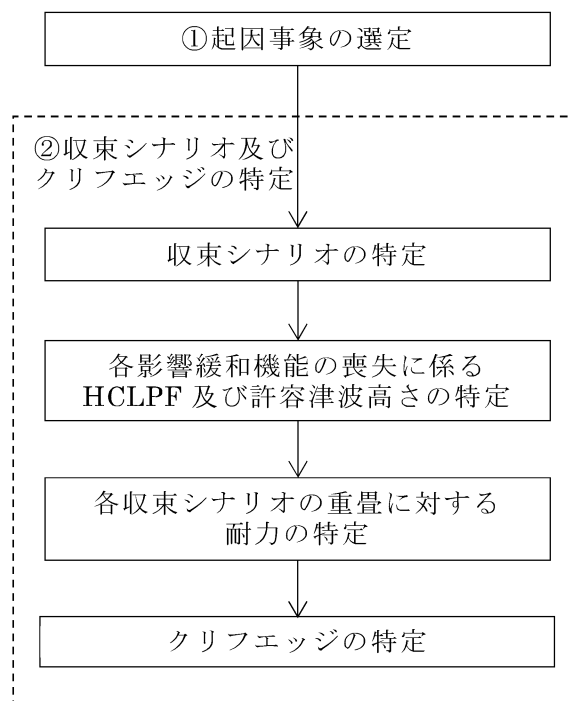 ①起因事象の選定
②収束シナリオ及び
クリフエッジの特定
収束シナリオの特定
各影響緩和機能の喪失に係る
HCLPF 及び許容津波高さの特定
各収束シナリオの重畳に対する
耐力の特定
クリフエッジの特定